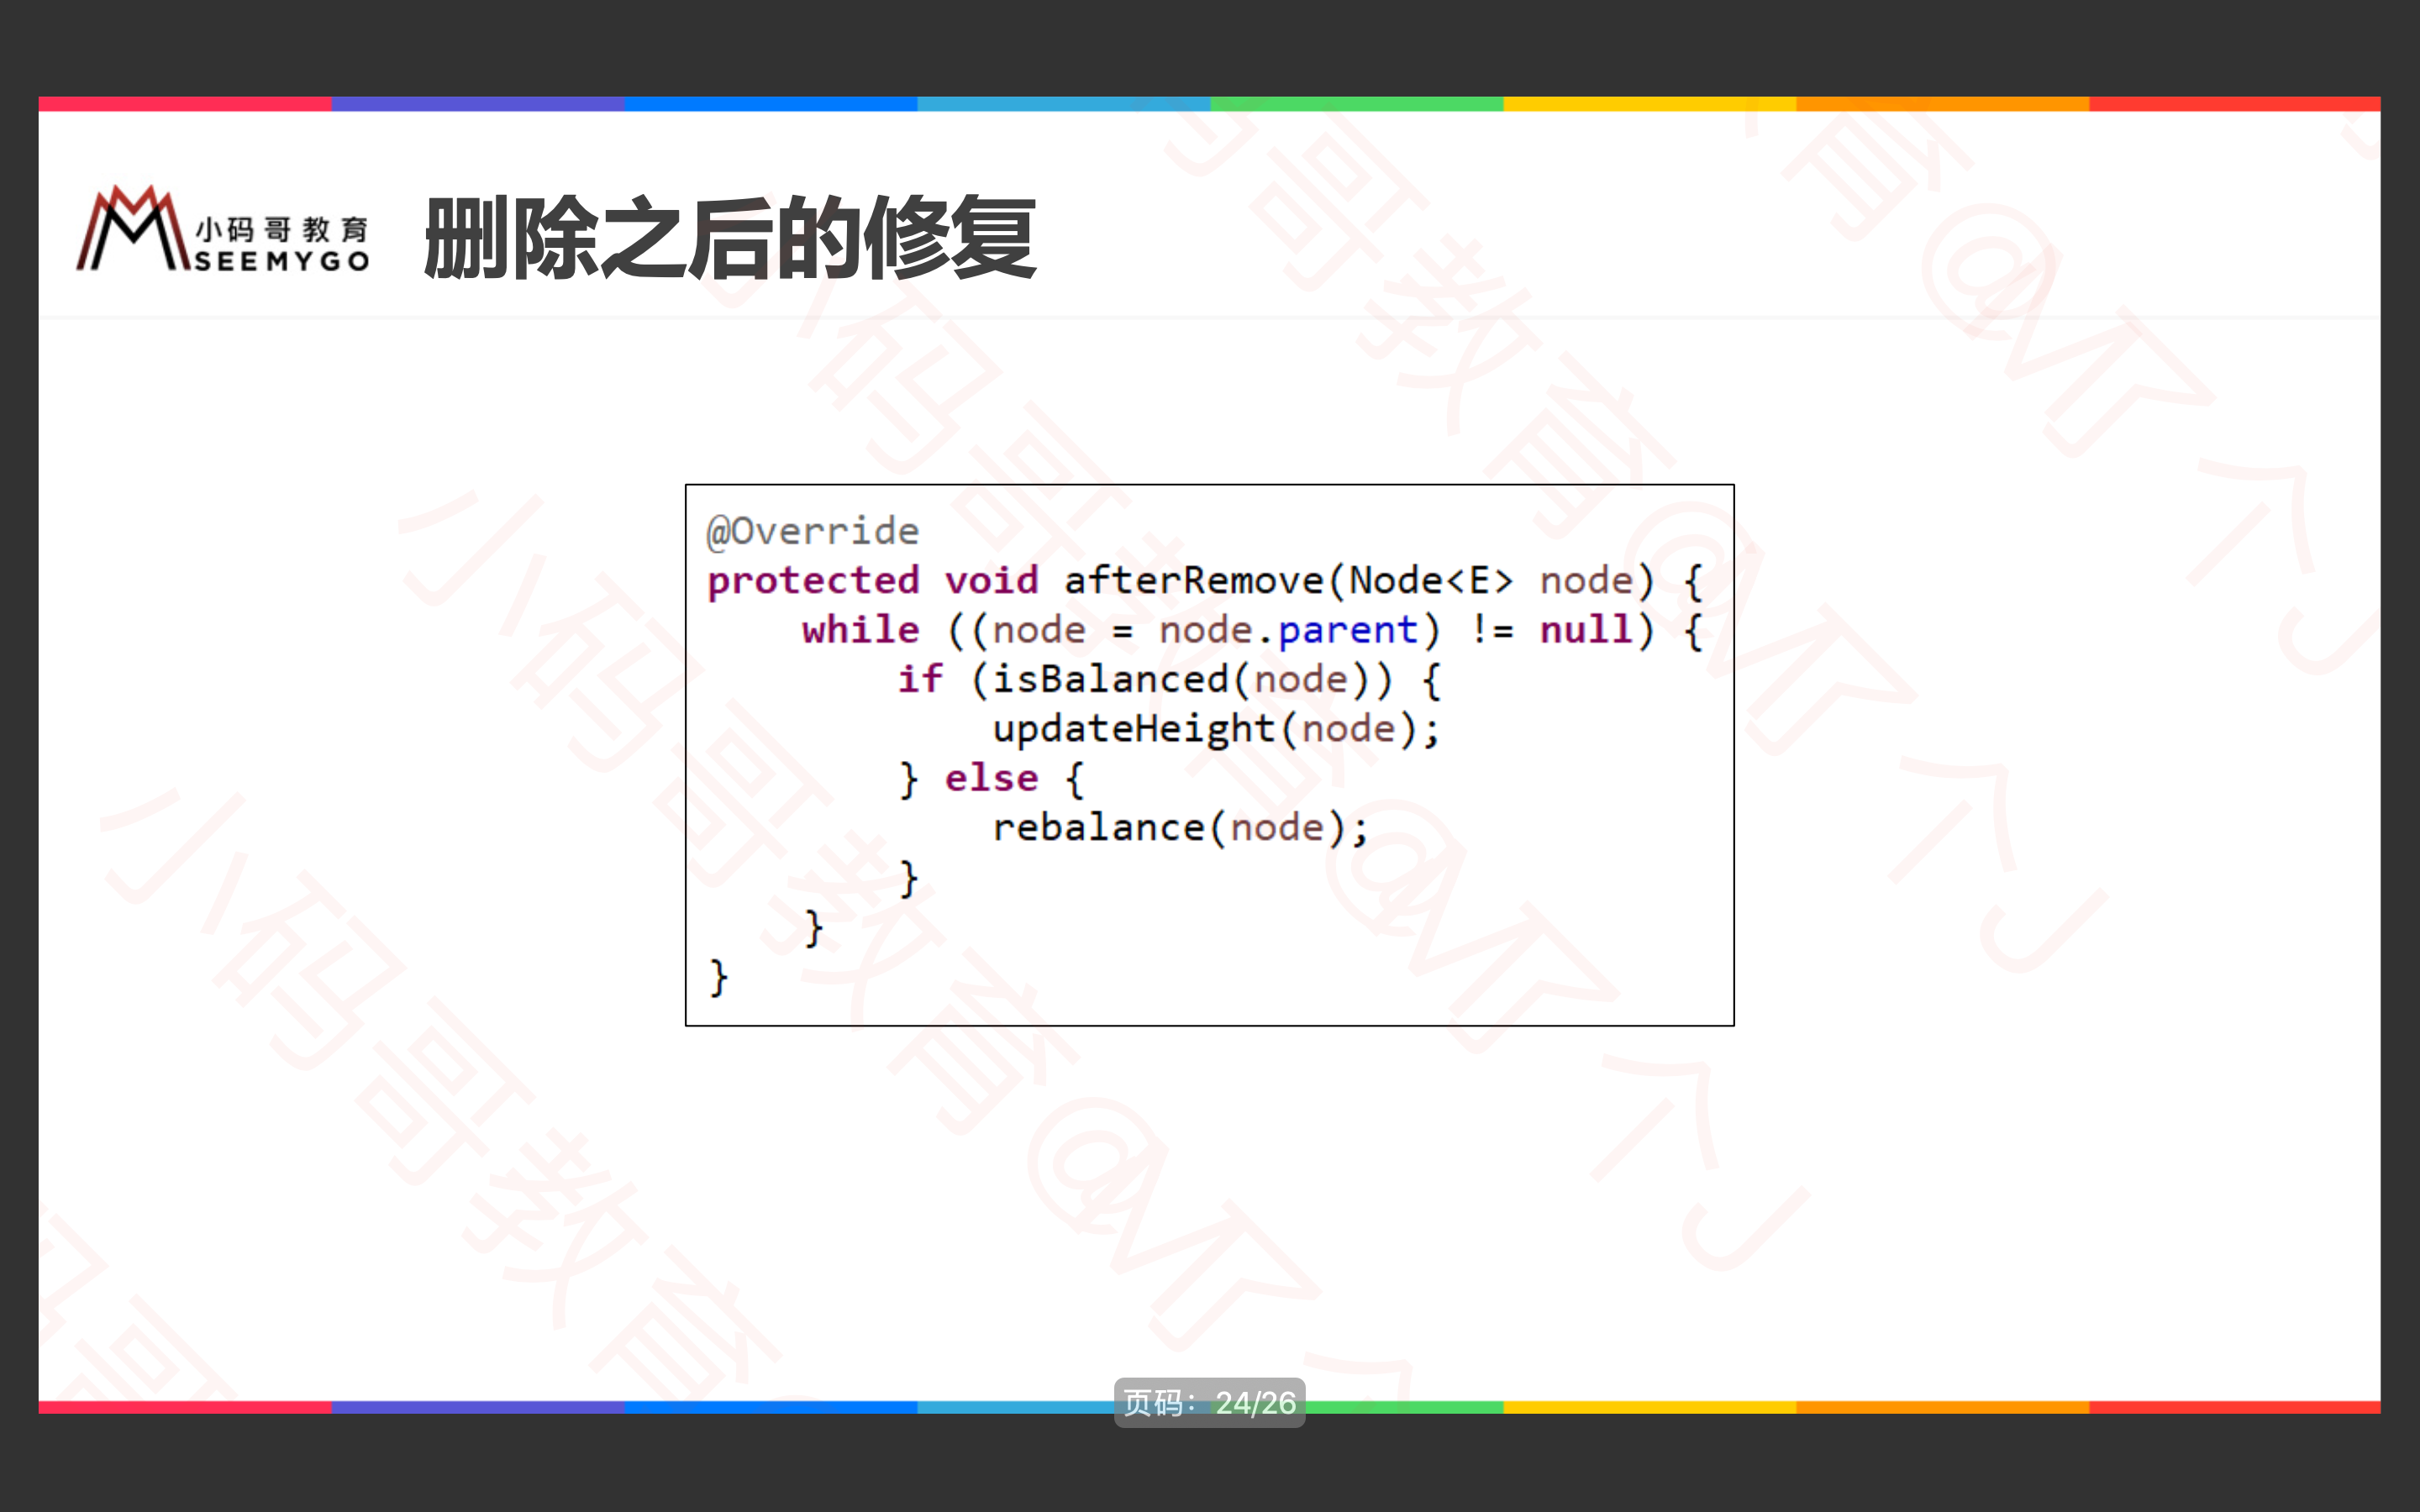 小码哥教育
SEEMYGO
删除之后的修复
@Override
protected void afterRemove(Node<E> node) {
    while ((node = node.parent) != null) {
        if (isBalanced(node)) {
            updateHeight(node);
        } else {
            rebalance(node);
        }
    }
}
页码：24/26